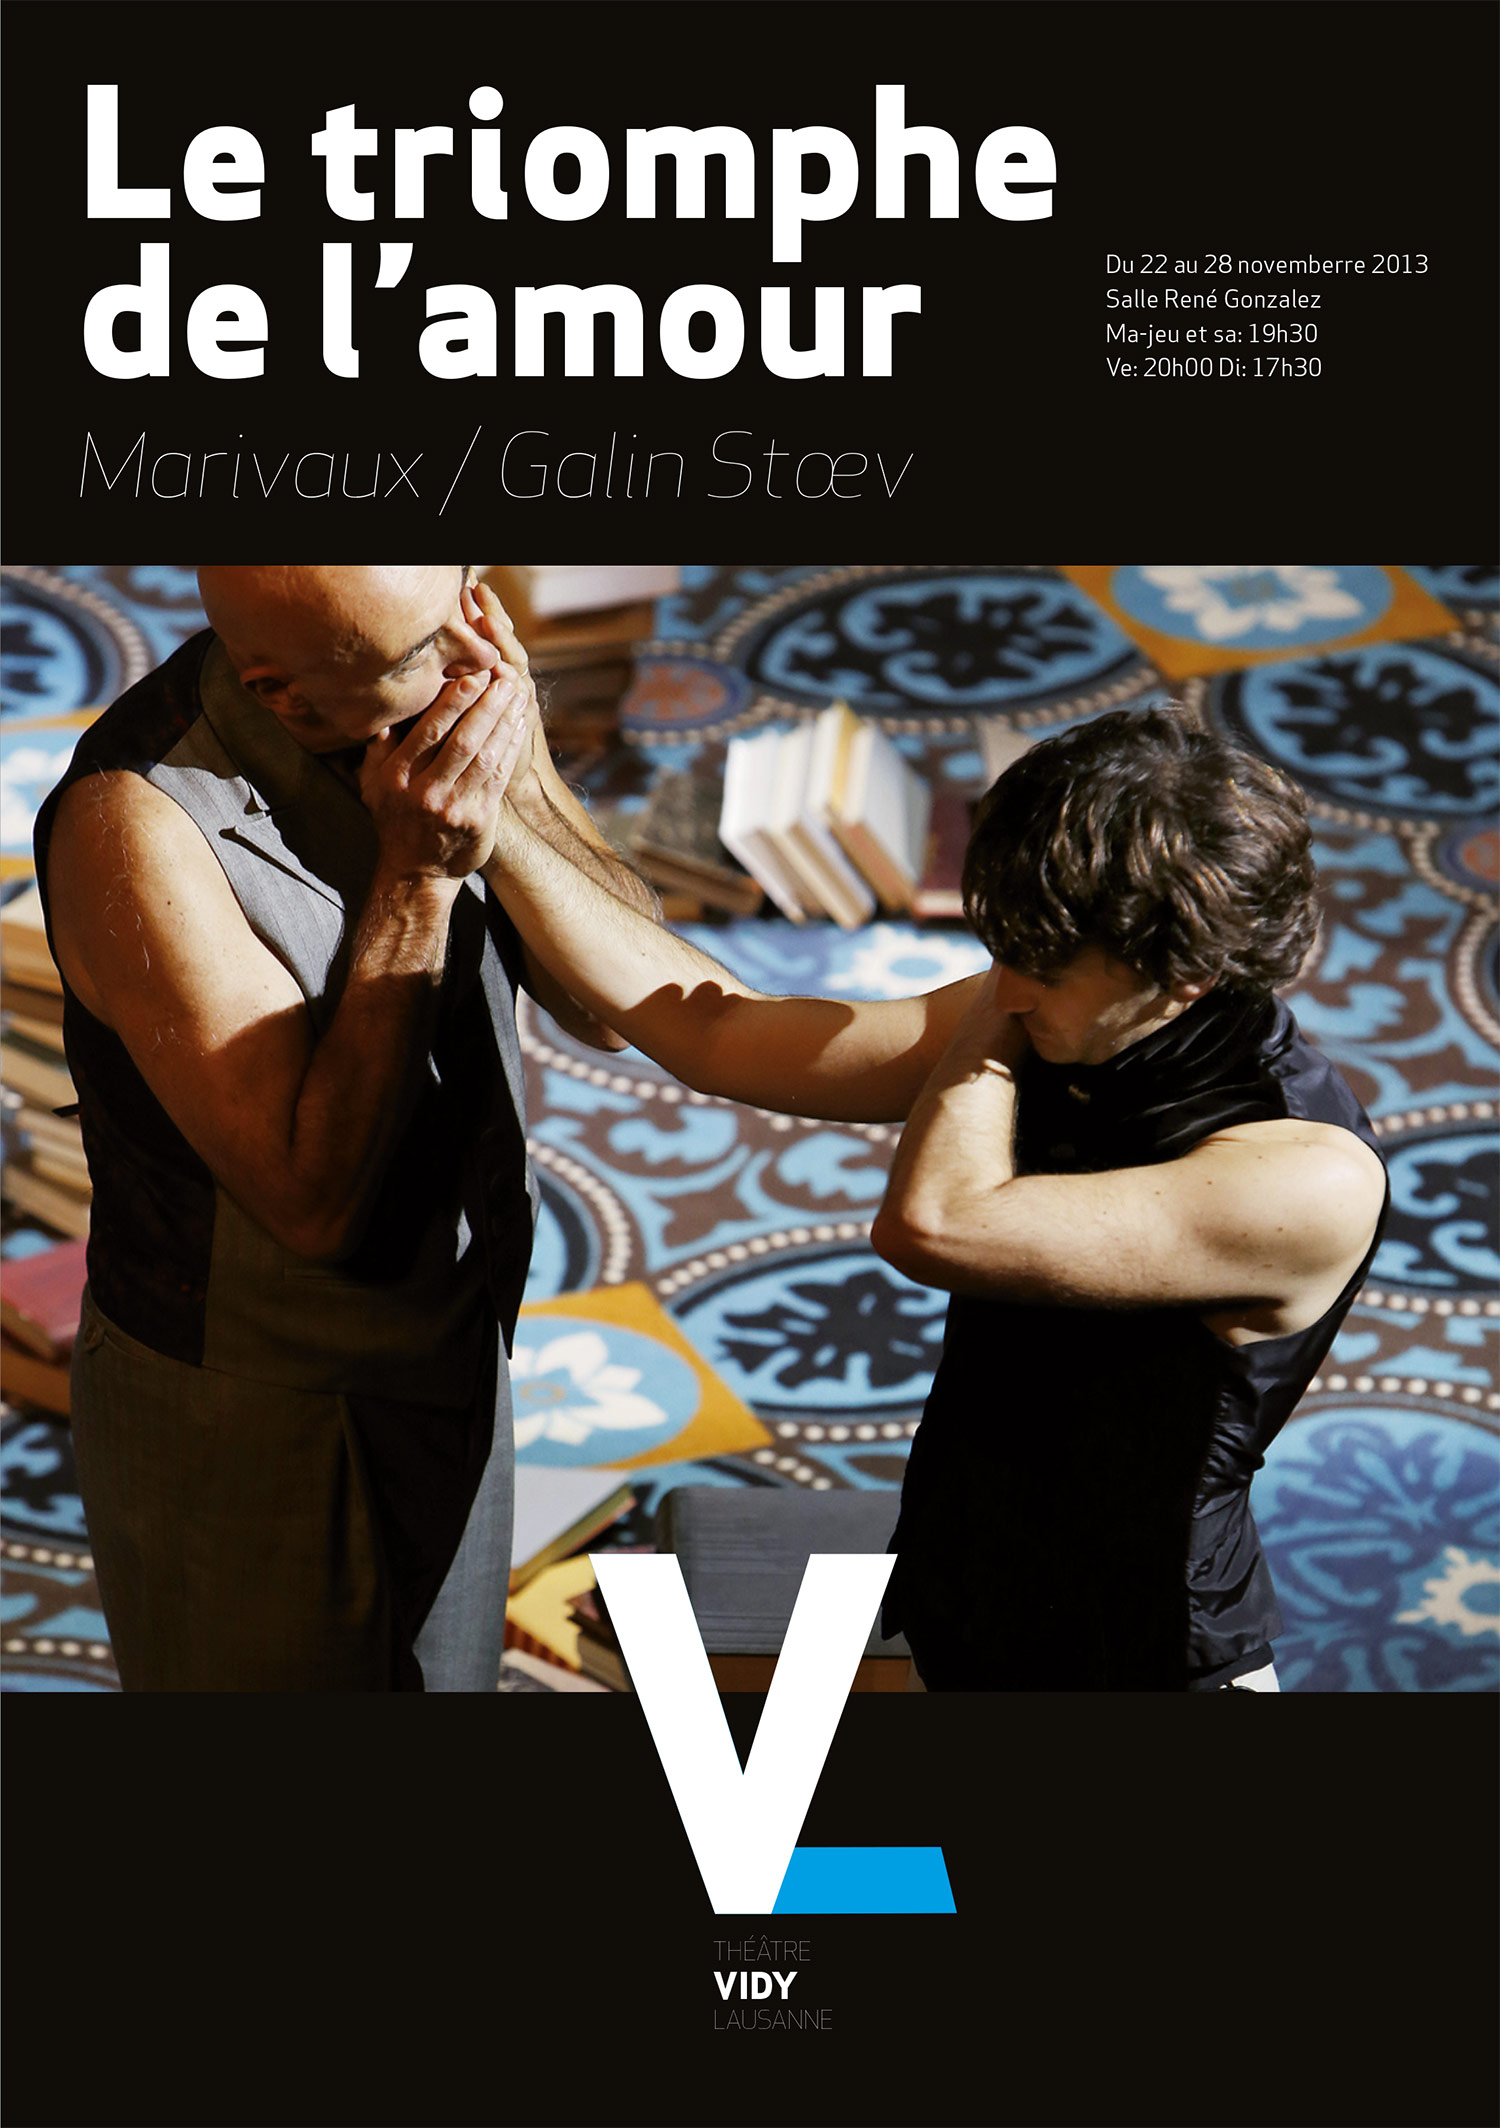 Le triomphe
de l’amour
Marivaux / Galin Stœv
Du 22 au 28 novemberre 2013
Salle René Gonzalez
Ma-jeu et sa: 19h30
Ve: 20h00 Di: 17h30
V
THÉÂTRE
VIDY
LAUSANNE